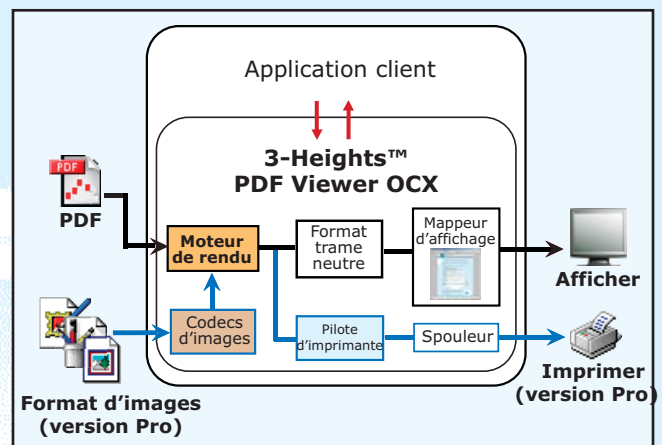 Application client
3-Heights™
PDF Viewer OCX
PDF
PDF
Moteur
de rendu
Format
trame
neutre
Mappeur
d'affichage
Afficher
Codecs
d'images
Pilote
d'imprimante
Spouleur
Format d'images
(version Pro)
Imprimer
(version Pro)